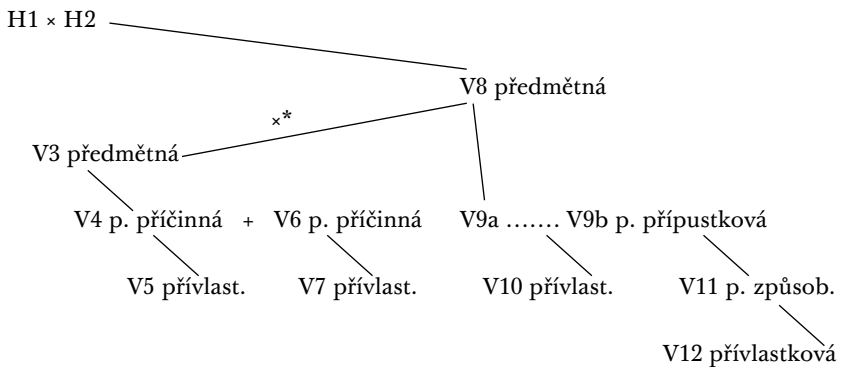 H1 × H2
V8 předmětná
×*
V3 předmětná
V4 p. příčinná + V6 p. příčinná V9a ....... V9b p. přípustková
V5 přívlast. V7 přívlast. V10 přívlast. V11 p. způsob.
V12 přívlastková